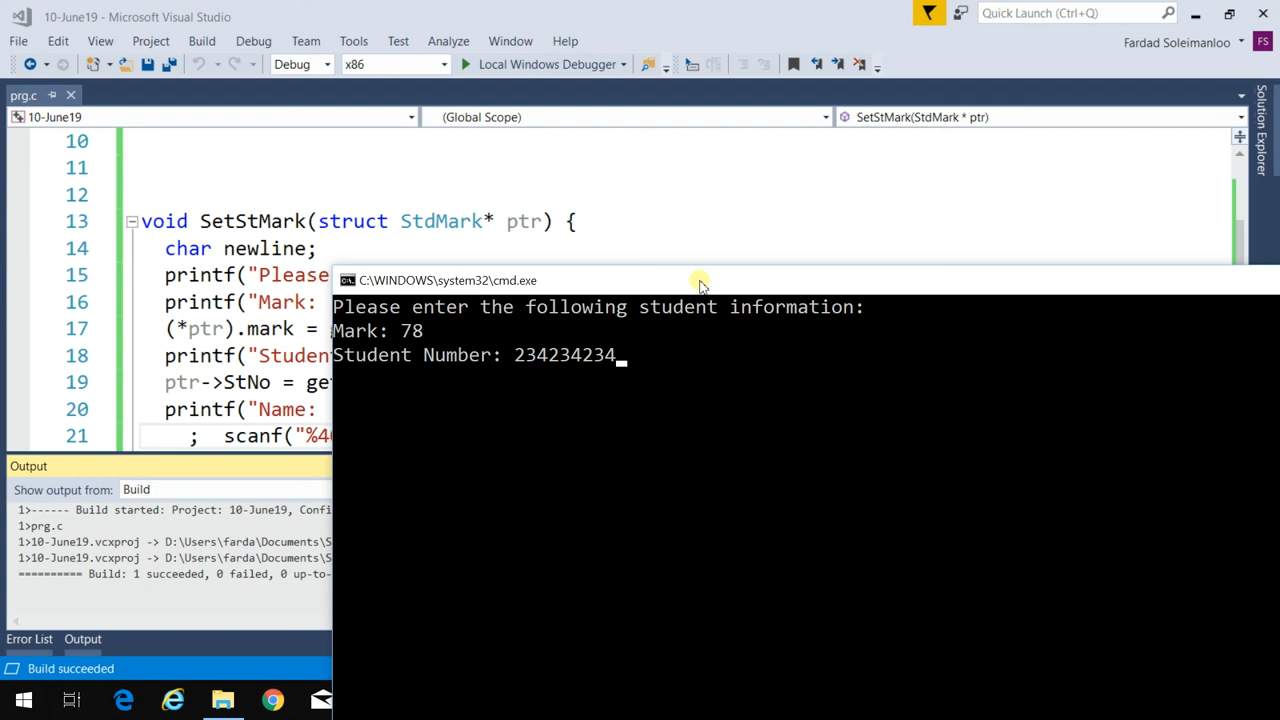 10-June19 - Microsoft Visual Studio
Quick Launch (Ctrl+Q)
File Edit View Project Build Debug Team Tools Test Analyze Window Help
Fardad Soleimanloo FS
Debug x86 Local Windows Debugger
prg.c
10-June19 (Global Scope) SetStMark(StdMark * ptr)
Solution Explorer
10
11
12
13 void SetStMark(struct StdMark* ptr) {
14 char newline;
15 printf("Please
16 printf("Mark:
17 (*ptr).mark =
18 printf("Student
19 ptr->StNo = get
20 printf("Name:
21 ; scanf("%40
C:\WINDOWS\system32\cmd.exe
Please enter the following student information:
Mark: 78
Student Number: 234234234_
Output
Show output from: Build
1>------ Build started: Project: 10-June19, Confi
1>prg.c
1>10-June19.vcxproj -> D:\Users\farda\Documents\S
1>10-June19.vcxproj -> D:\Users\farda\Documents\S
========== Build: 1 succeeded, 0 failed, 0 up-to-
Error List Output
Build succeeded